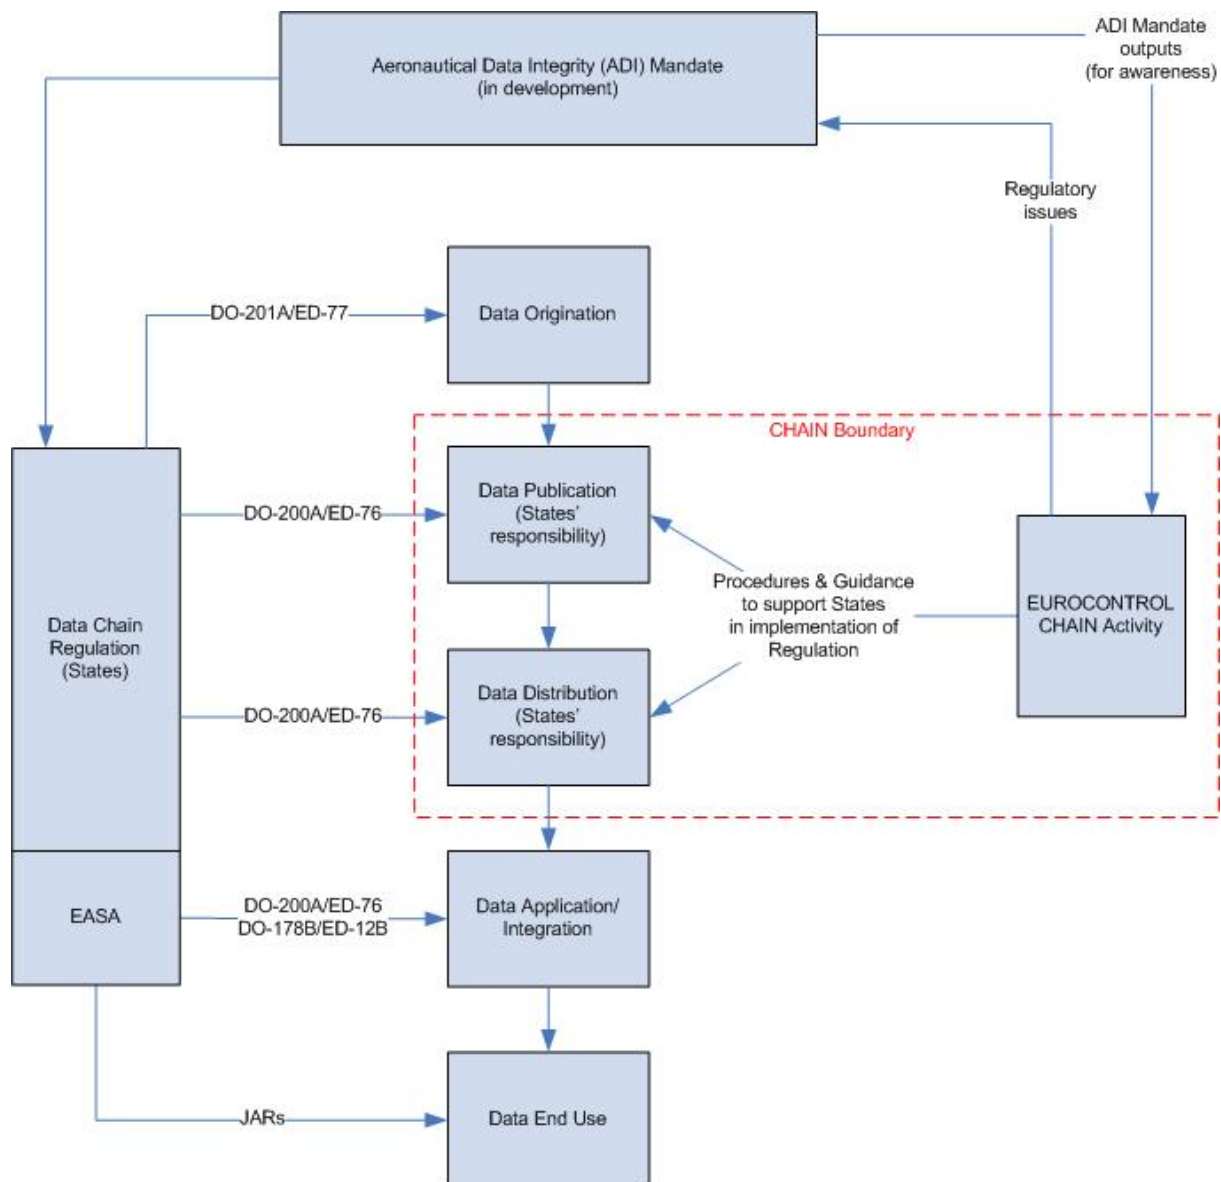 Aeronautical Data Integrity (ADI) Mandate
(in development)
ADI Mandate
outputs
(for awareness)
Regulatory
issues
DO-201A/ED-77
Data Origination
CHAIN Boundary
Data Publication
(States'
responsibility)
DO-200A/ED-76
Procedures & Guidance
to support States
in implementation of
Regulation
EUROCONTROL
CHAIN Activity
Data Chain
Regulation
(States)
Data Distribution
(States'
responsibility)
DO-200A/ED-76
EASA
DO-200A/ED-76
DO-178B/ED-12B
Data Application/
Integration
JARs
Data End Use